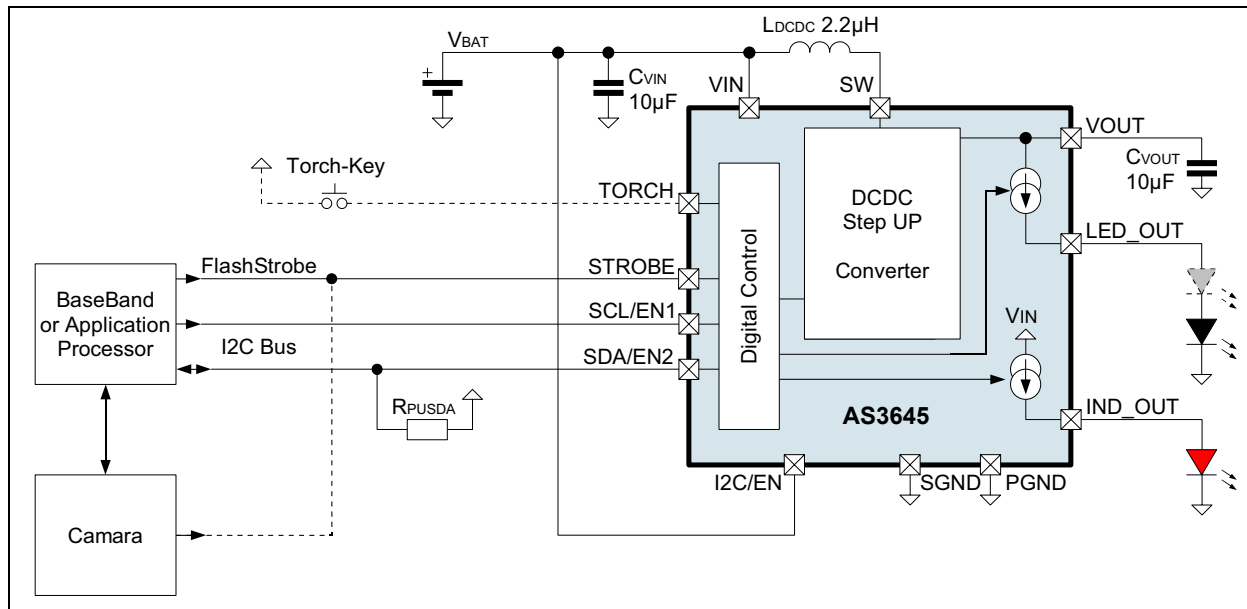 LDCDC 2.2µH
VBAT
+
CVIN
10µF
VIN
SW
VOUT
CVOUT
10µF
Torch-Key
TORCH
DCDC
Step UP
Converter
LED_OUT
FlashStrobe
STROBE
BaseBand
or Application
Processor
SCL/EN1
Digital Control
VIN
I2C Bus
SDA/EN2
RPUSDA
AS3645
IND_OUT
I2C/EN
SGND
PGND
Camara